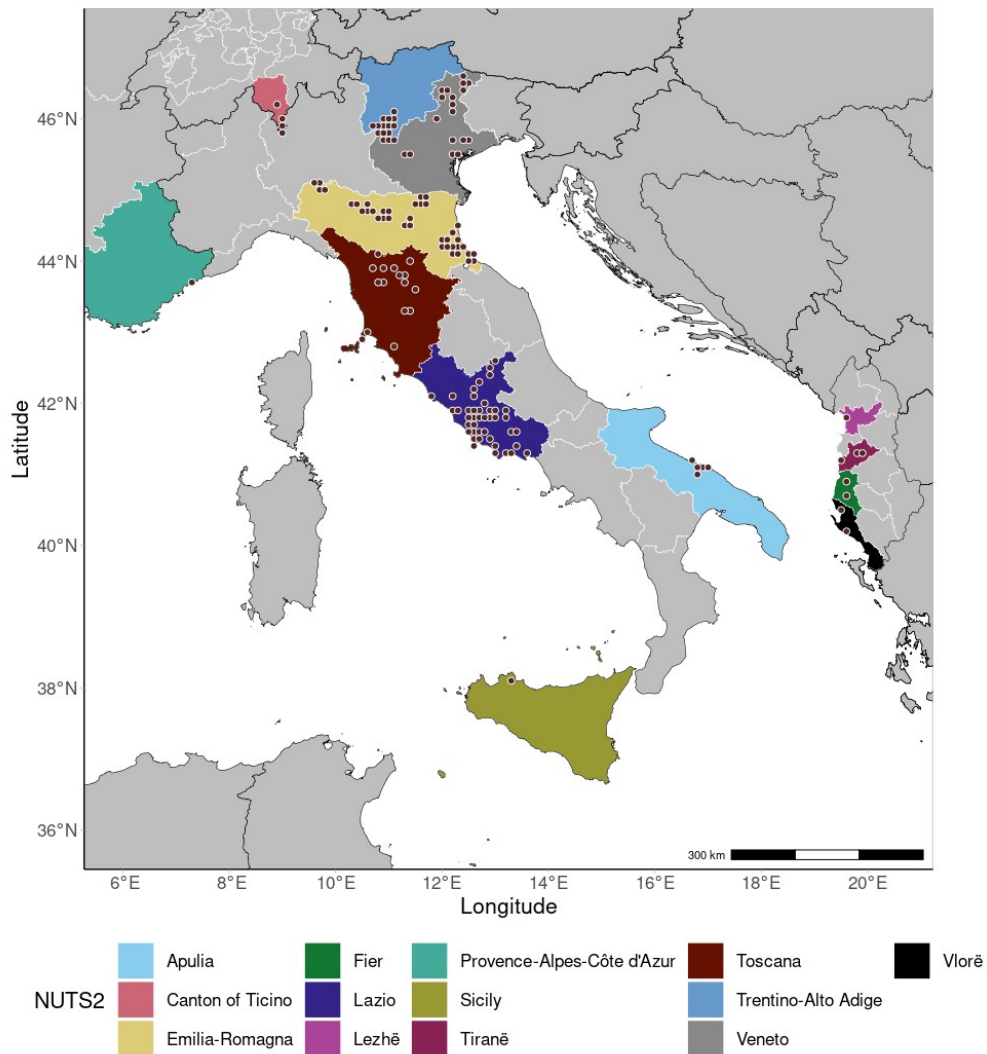 46°N
44°N
42°N
40°N
38°N
36°N
Latitude
300 km
6°E 8°E 10°E 12°E 14°E 16°E 18°E 20°E
Longitude
NUTS2
Apulia Fier Provence-Alpes-Côte d'Azur Toscana Vlorë
Canton of Ticino Lazio Sicily Trentino-Alto Adige
Emilia-Romagna Lezhë Tiranë Veneto